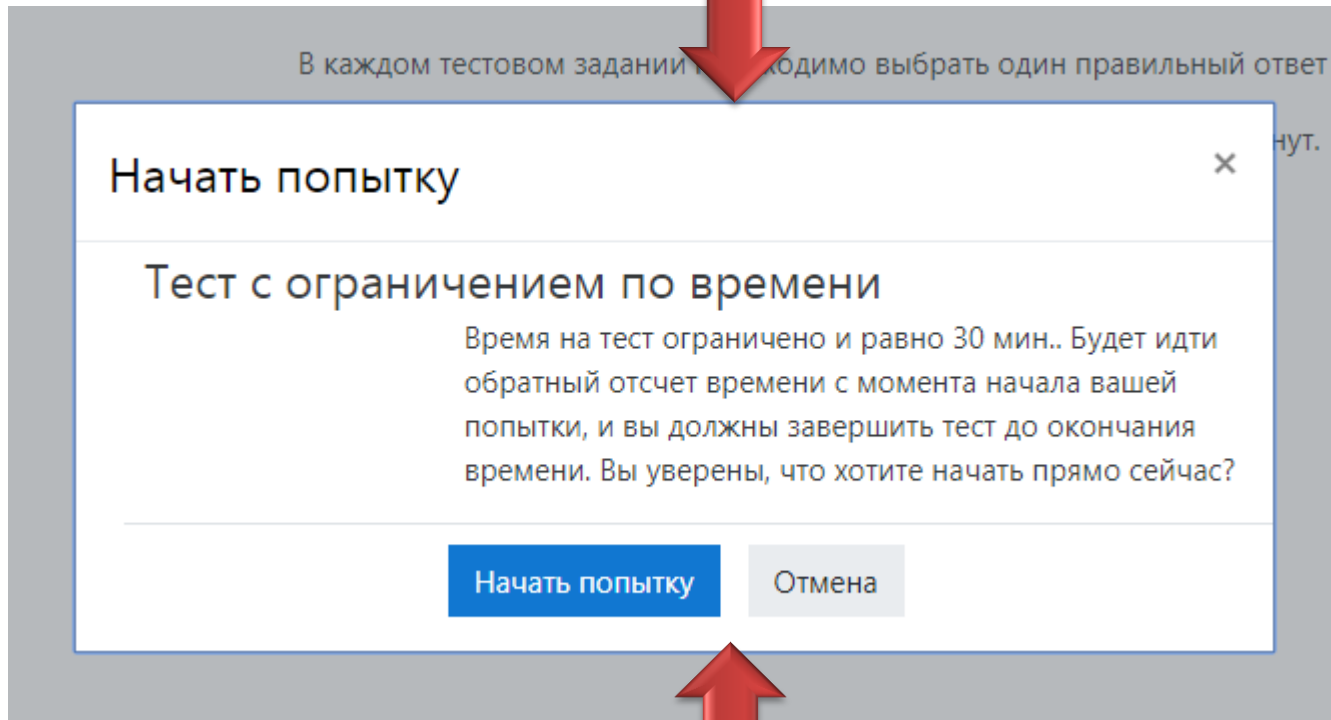 В каждом тестовом задании ходимо выбрать один правильный ответ
нут.
Начать попытку
×
Тест с ограничением по времени
Время на тест ограничено и равно 30 мин.. Будет идти
обратный отсчет времени с момента начала вашей
попытки, и вы должны завершить тест до окончания
времени. Вы уверены, что хотите начать прямо сейчас?
Начать попытку
Отмена